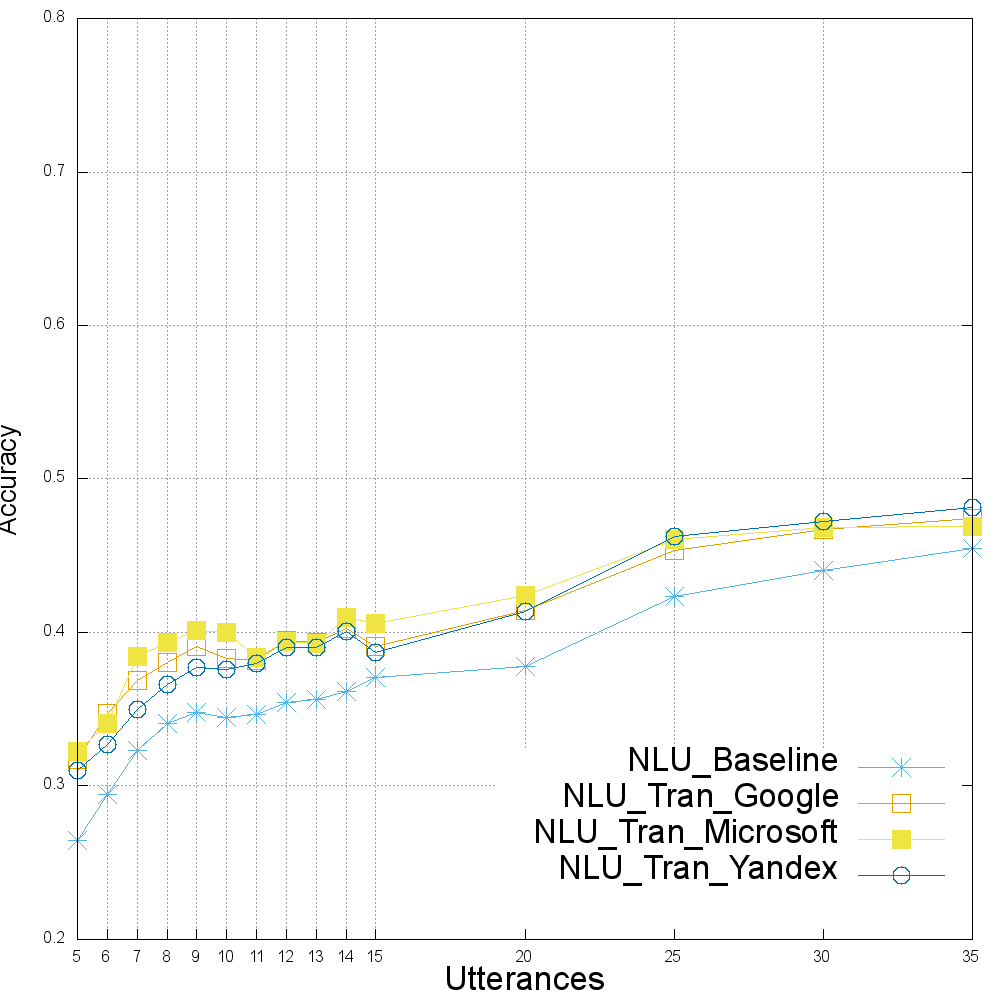 0.8
0.7
0.6
0.5
0.4
0.3
0.2
Accuracy
NLU_Baseline
NLU_Tran_Google
NLU_Tran_Microsoft
NLU_Tran_Yandex
5 6 7 8 9 10 11 12 13 14 15 20 25 30 35
Utterances